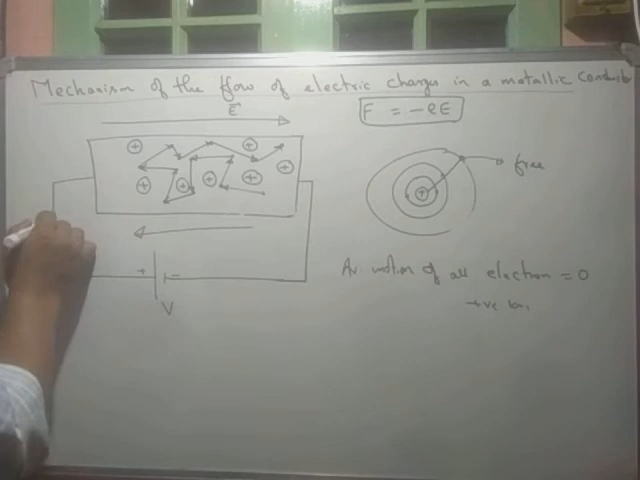 Mechanism of the flow of electric charges in a metallic Conduct
E
F = -eE
+ + + + + + +
+ free
+ -
V
Av. motion of all electron = 0
+ve